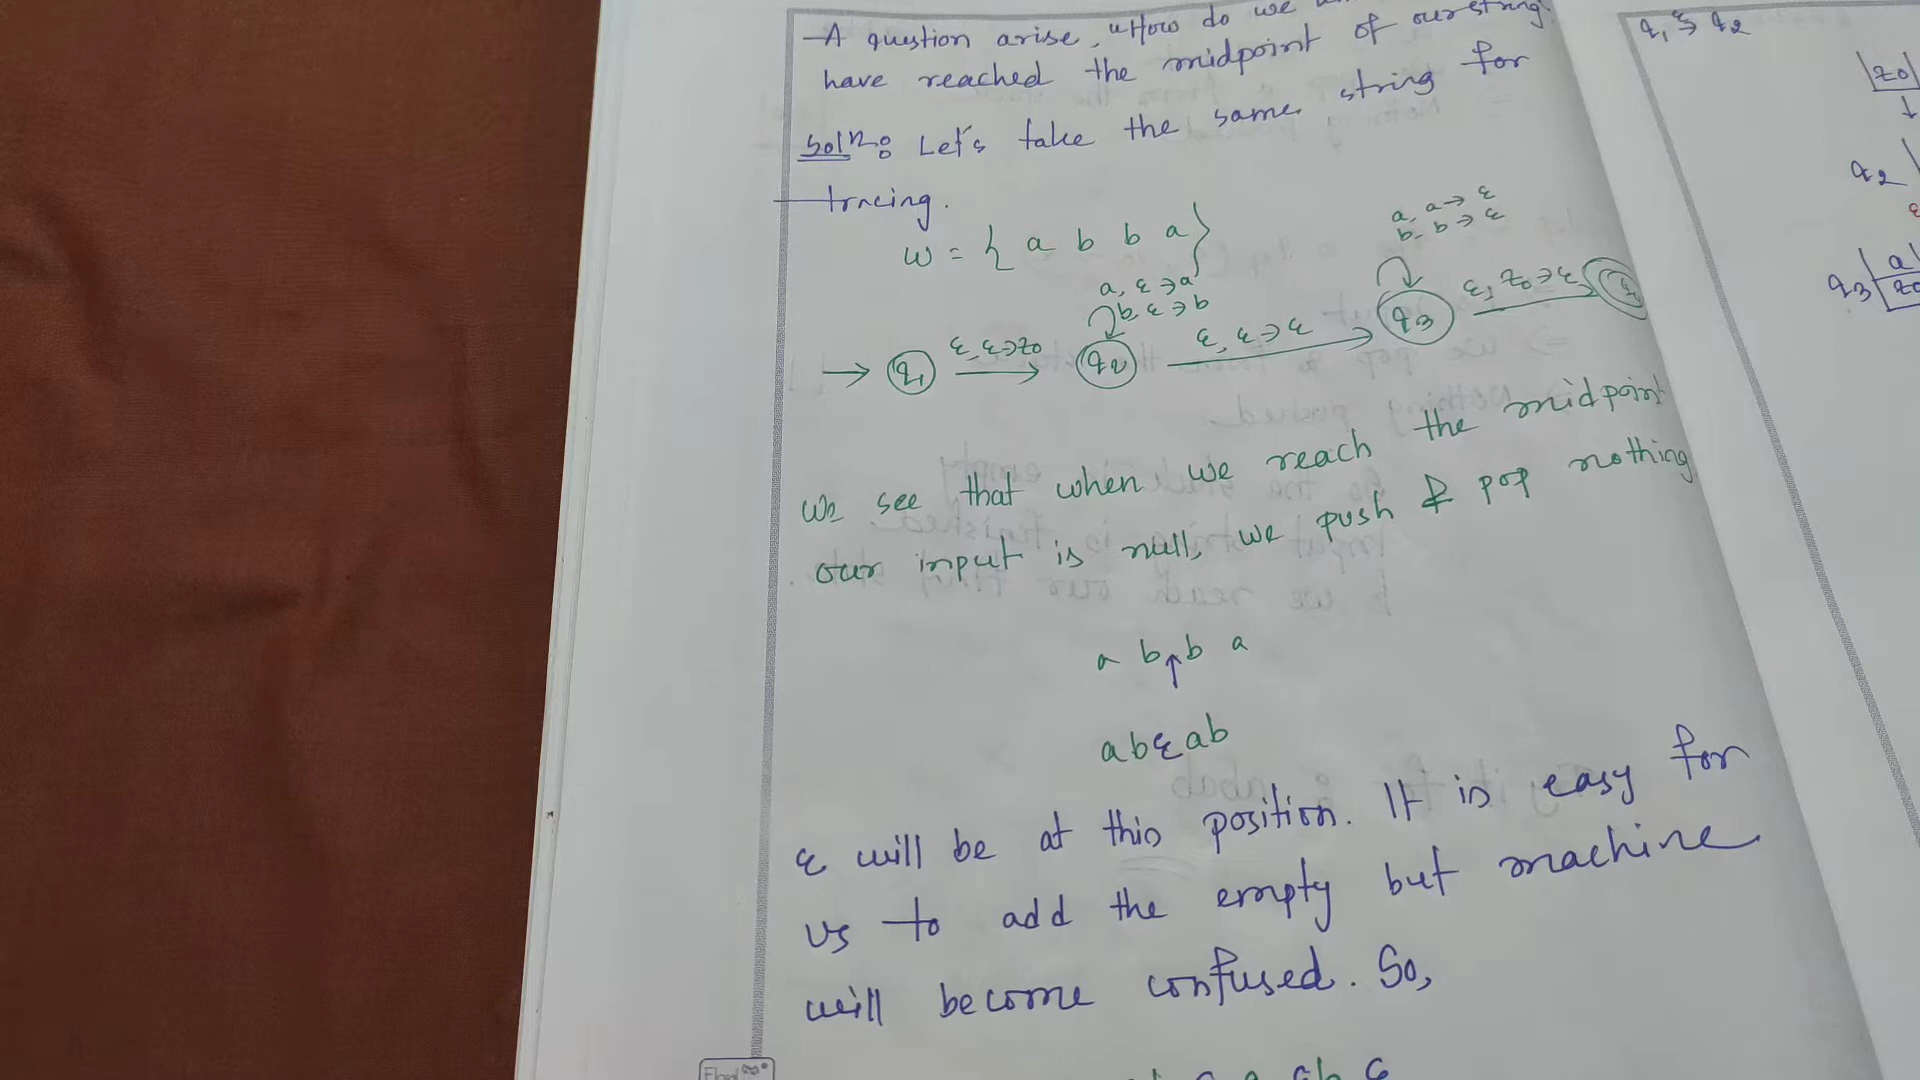 A question arise, "How do we
have reached the midpoint of our string
Soln: Let's take the same string for
tracing.
w = { a b b a }
a, ε → a
b, ε → b
a, a → ε
b, b → ε
→ q1 ε, ε → z0 q2 ε, ε → ε q3 ε, z0 → ε
We see that when we reach the midpoint
our input is null, we push & pop nothing
a b ↑ b a
ab ε ab
ε will be at this position. It is easy for
us to add the empty but machine
will become confused. So,
q1 & q2
z0
q2
q3
a
z0